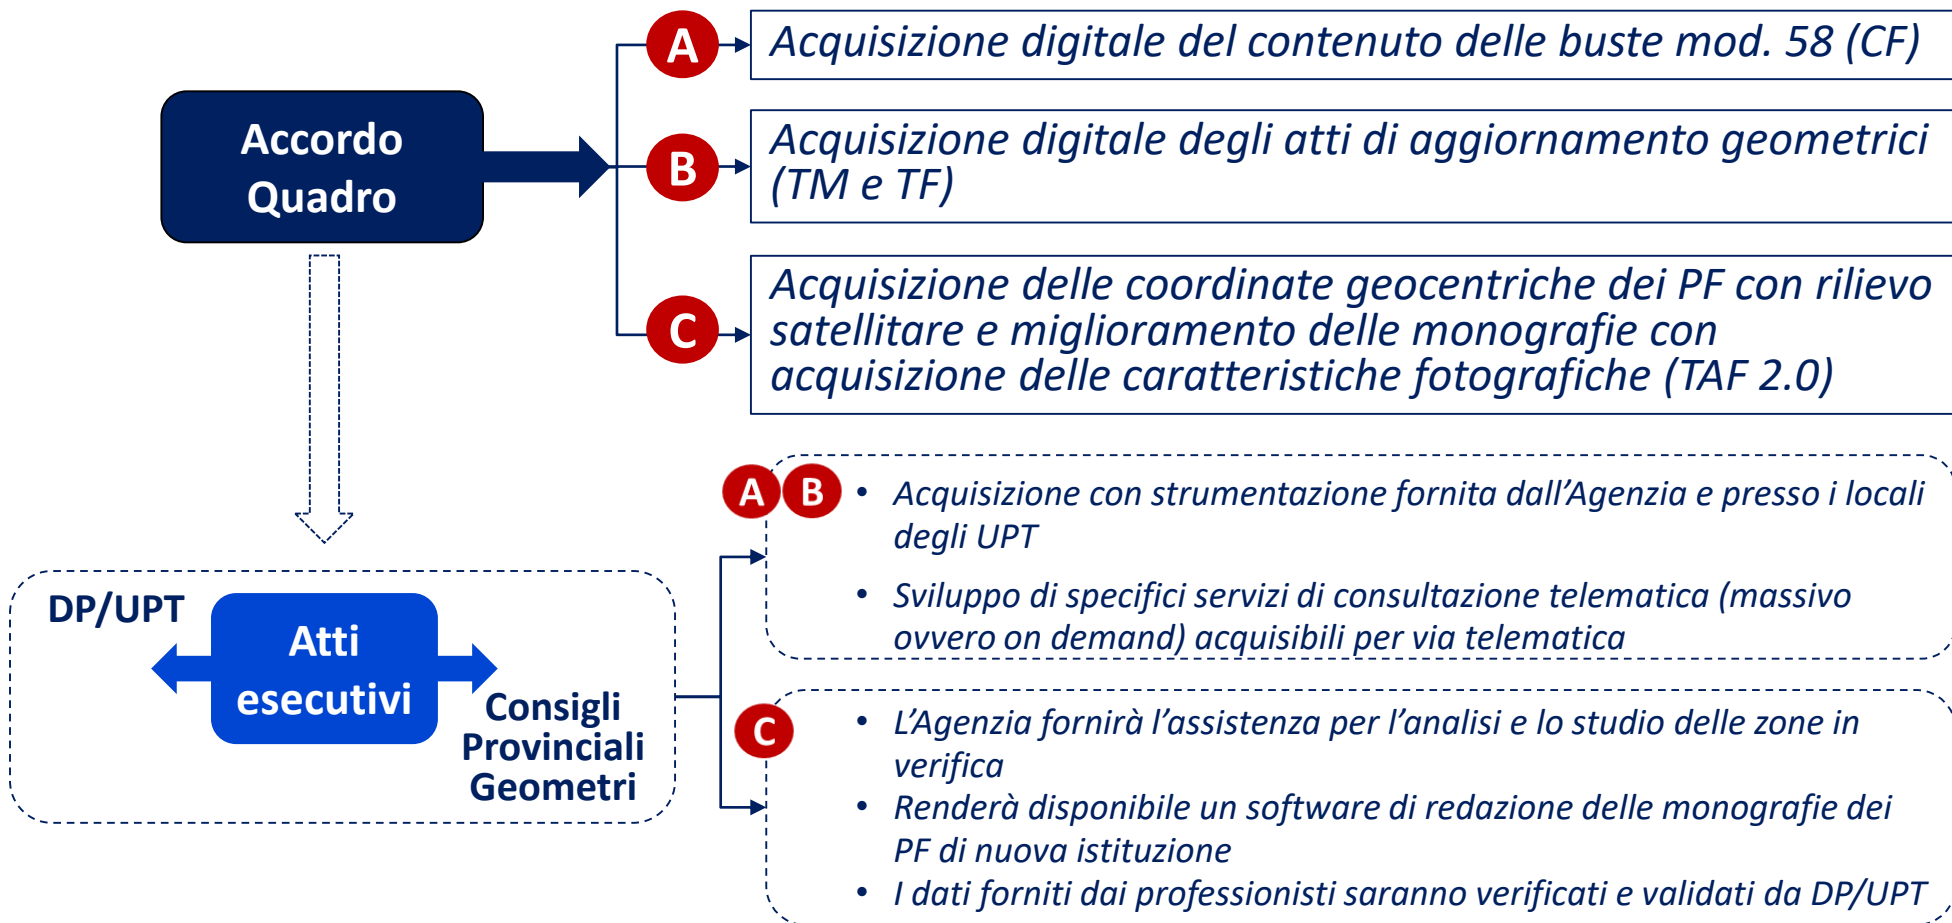 Accordo
Quadro
A
Acquisizione digitale del contenuto delle buste mod. 58 (CF)
B
Acquisizione digitale degli atti di aggiornamento geometrici
(TM e TF)
C
Acquisizione delle coordinate geocentriche dei PF con rilievo
satellitare e miglioramento delle monografie con
acquisizione delle caratteristiche fotografiche (TAF 2.0)
DP/UPT
Atti
esecutivi
Consigli
Provinciali
Geometri
A B
• Acquisizione con strumentazione fornita dall’Agenzia e presso i locali
degli UPT
• Sviluppo di specifici servizi di consultazione telematica (massivo
ovvero on demand) acquisibili per via telematica
C
• L’Agenzia fornirà l’assistenza per l’analisi e lo studio delle zone in
verifica
• Renderà disponibile un software di redazione delle monografie dei
PF di nuova istituzione
• I dati forniti dai professionisti saranno verificati e validati da DP/UPT